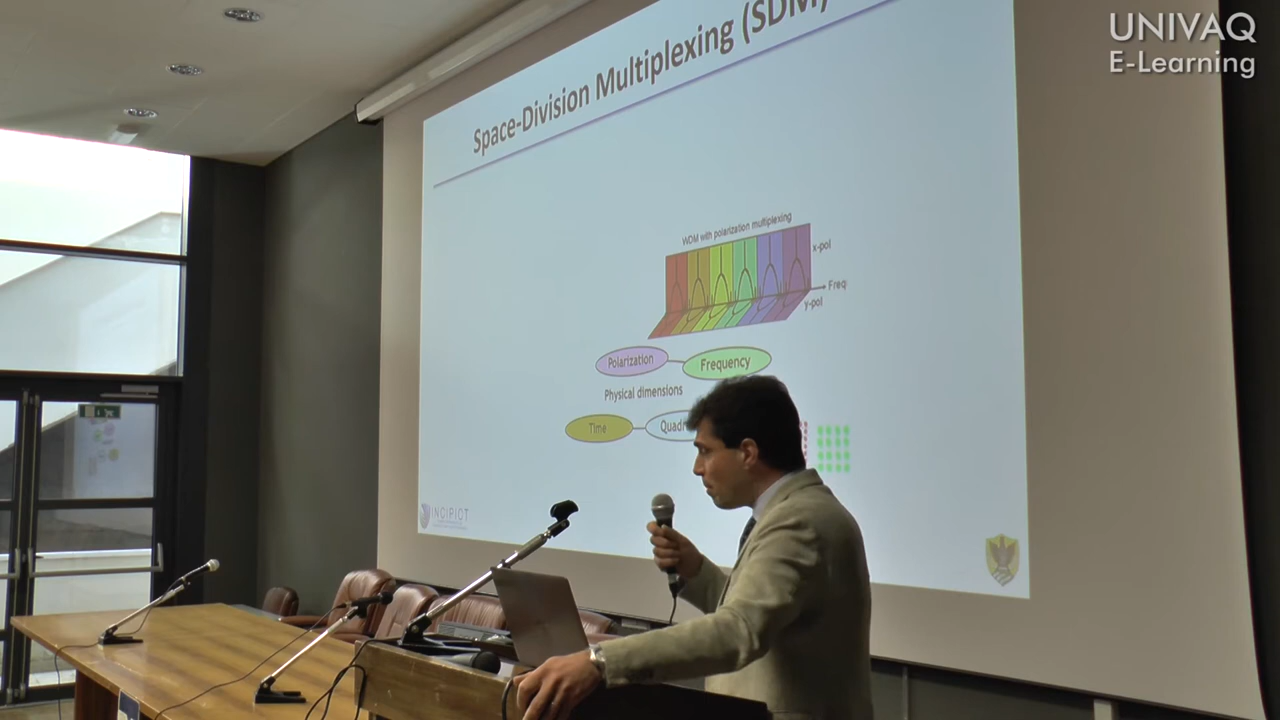 UNIVAQ
E-Learning
Space-Division Multiplexing (SDM)
WDM with polarization multiplexing
x-pol
Freq
y-pol
Polarization
Frequency
Physical dimensions
Time
INCIPICT